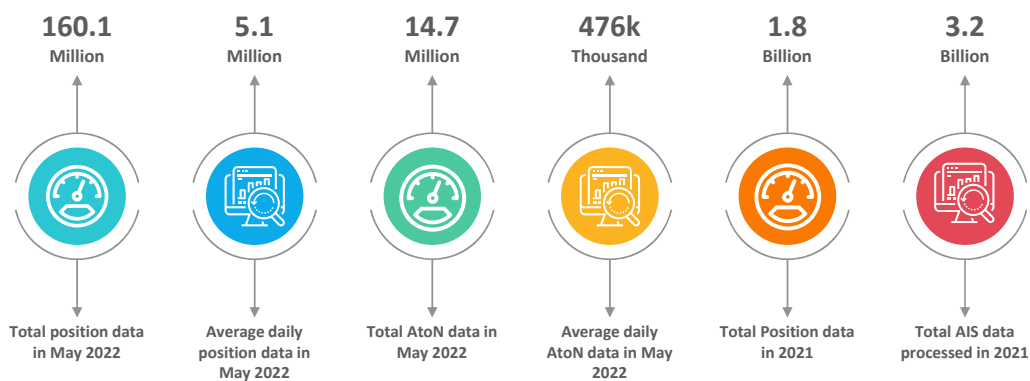 160.1
Million
Total position data
in May 2022
5.1
Million
Average daily
position data in
May 2022
14.7
Million
Total AtoN data in
May 2022
476k
Thousand
Average daily
AtoN data in May
2022
1.8
Billion
Total Position data
in 2021
3.2
Billion
Total AIS data
processed in 2021